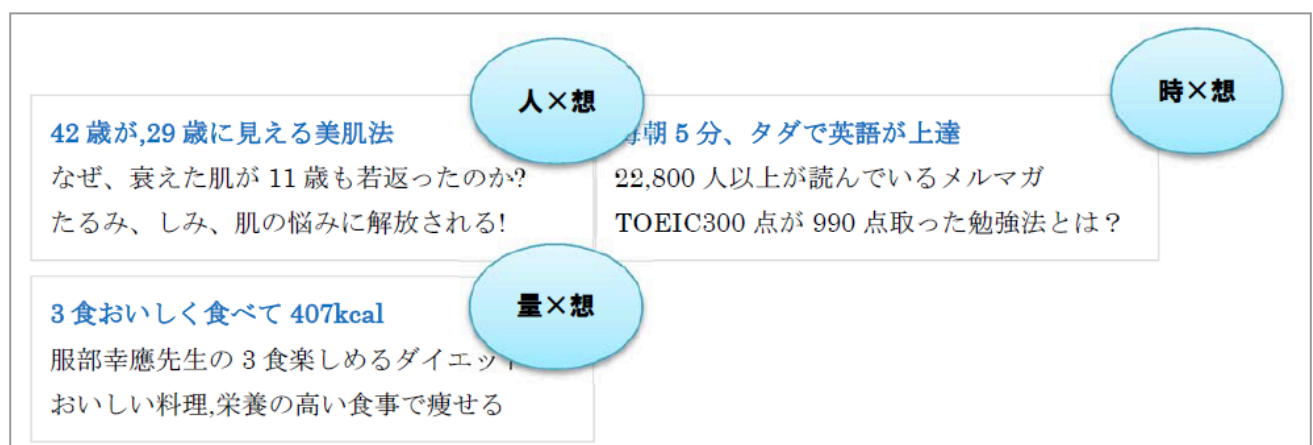 人×想
時×想
42歳が,29歳に見える美肌法
なぜ、衰えた肌が11歳も若返ったのか?
たるみ、しみ、肌の悩みに解放される!
朝5分、タダで英語が上達
22,800人以上が読んでいるメルマガ
TOEIC300点が990点取った勉強法とは？
量×想
3食おいしく食べて407kcal
服部幸應先生の3食楽しめるダイエッ
おいしい料理,栄養の高い食事で痩せる